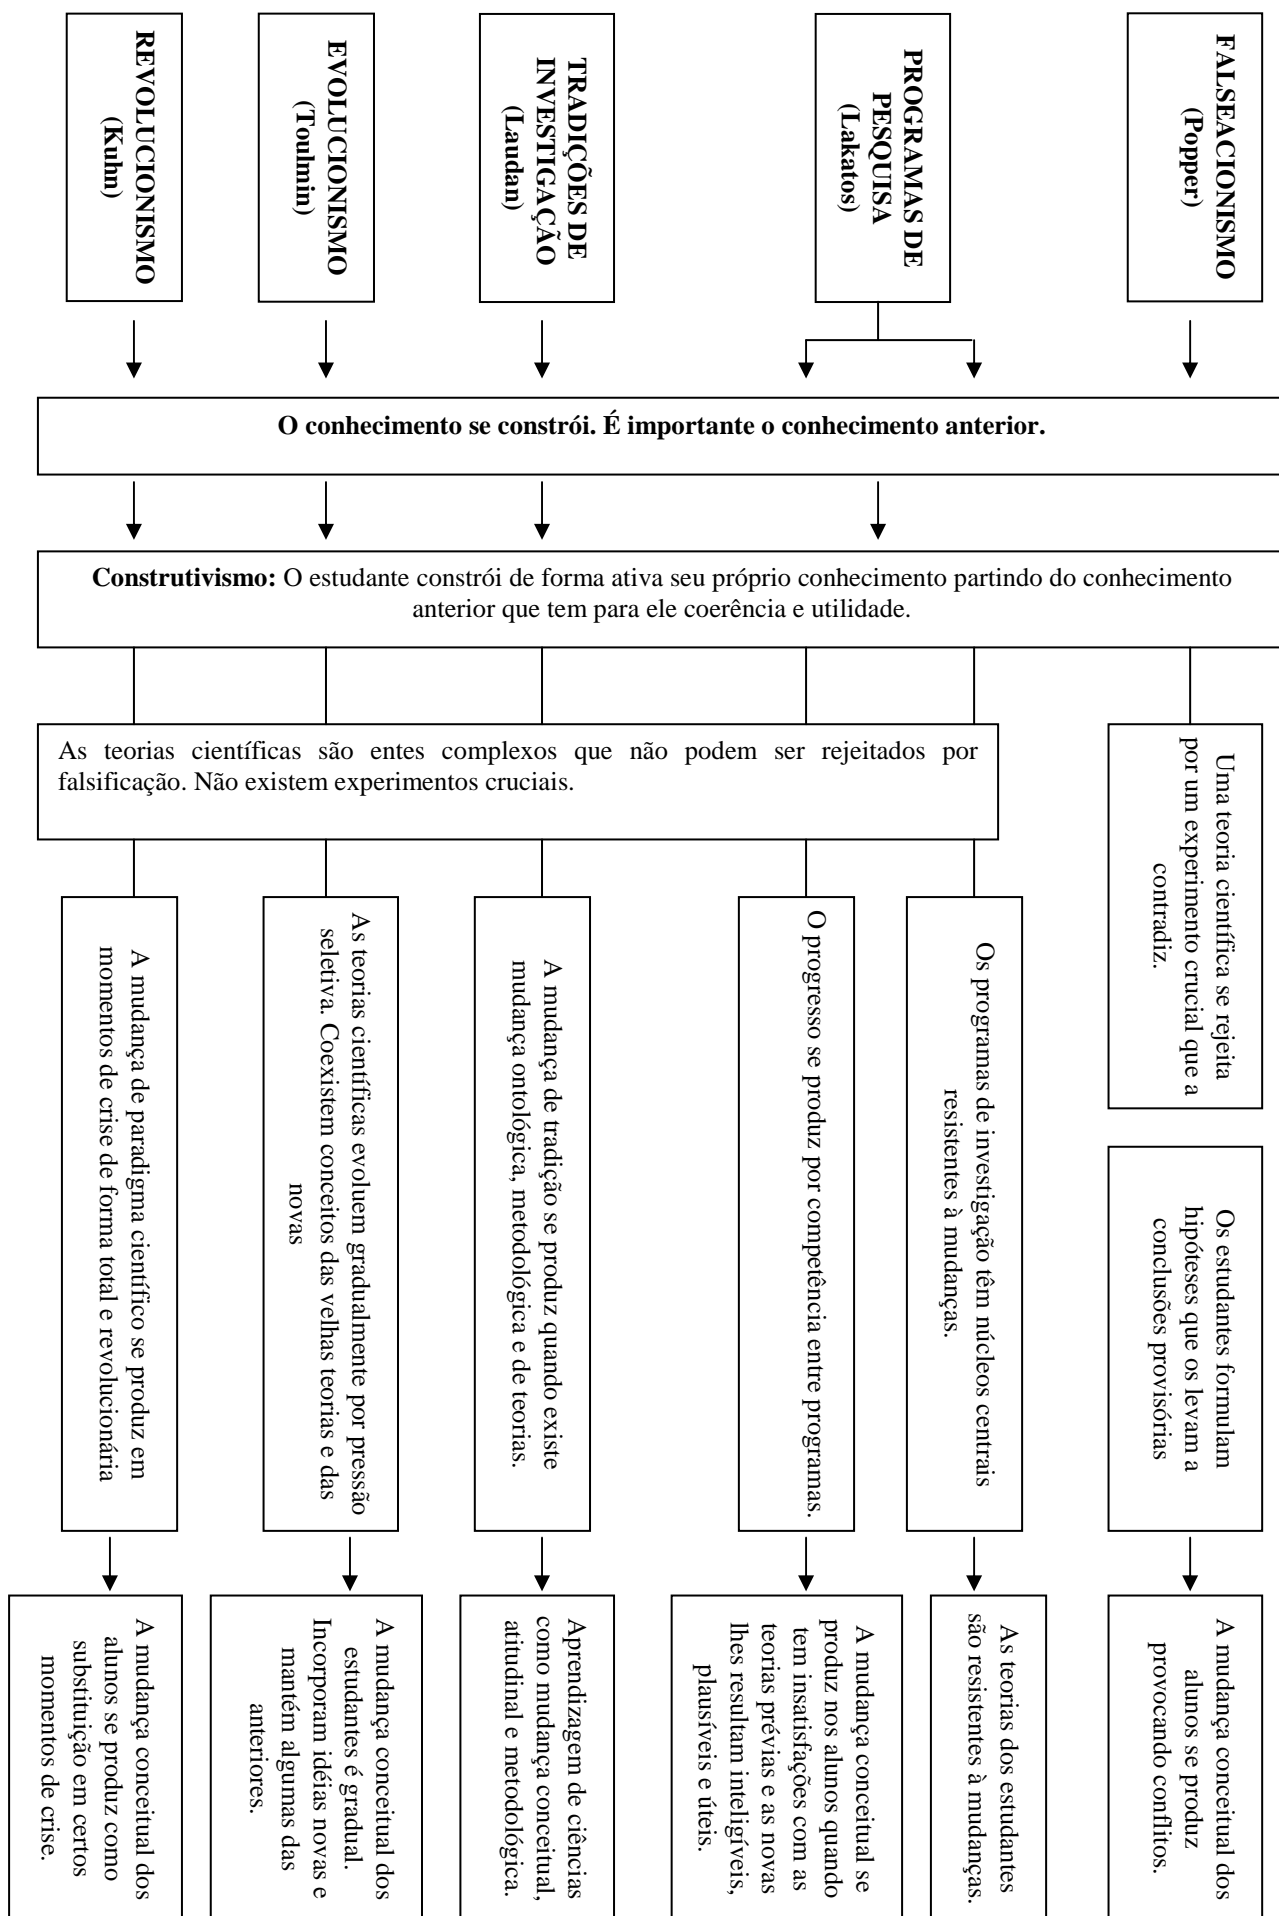 REVOLUCIONISMO
(Kuhn)
EVOLUCIONISMO
(Toulmin)
TRADIÇÕES DE
INVESTIGAÇÃO
(Laudan)
PROGRAMAS DE
PESQUISA
(Lakatos)
FALSEACIONISMO
(Popper)
O conhecimento se constrói. É importante o conhecimento anterior.
Construtivismo: O estudante constrói de forma ativa seu próprio conhecimento partindo do conhecimento
anterior que tem para ele coerência e utilidade.
As teorias científicas são entes complexos que não podem ser rejeitados por
falsificação. Não existem experimentos cruciais.
Uma teoria científica se rejeita
por um experimento crucial que a
contradiz.
A mudança de paradigma científico se produz em
momentos de crise de forma total e revolucionária
As teorias científicas evoluem gradualmente por pressão
seletiva. Coexistem conceitos das velhas teorias e das
novas
A mudança de tradição se produz quando existe
mudança ontológica, metodológica e de teorias.
O progresso se produz por competência entre programas.
Os programas de investigação têm núcleos centrais
resistentes à mudanças.
Os estudantes formulam
hipóteses que os levam a
conclusões provisórias
A mudança conceitual dos
alunos se produz como
substituição em certos
momentos de crise.
A mudança conceitual dos
estudantes é gradual.
Incorporam idéias novas e
mantém algumas das
anteriores.
Aprendizagem de ciências
como mudança conceitual,
atitudinal e metodológica.
A mudança conceitual se
produz nos alunos quando
tem insatisfações com as
teorias prévias e as novas
lhes resultam inteligíveis,
plausíveis e úteis.
As teorias dos estudantes
são resistentes à mudanças.
A mudança conceitual dos
alunos se produz
provocando conflitos.